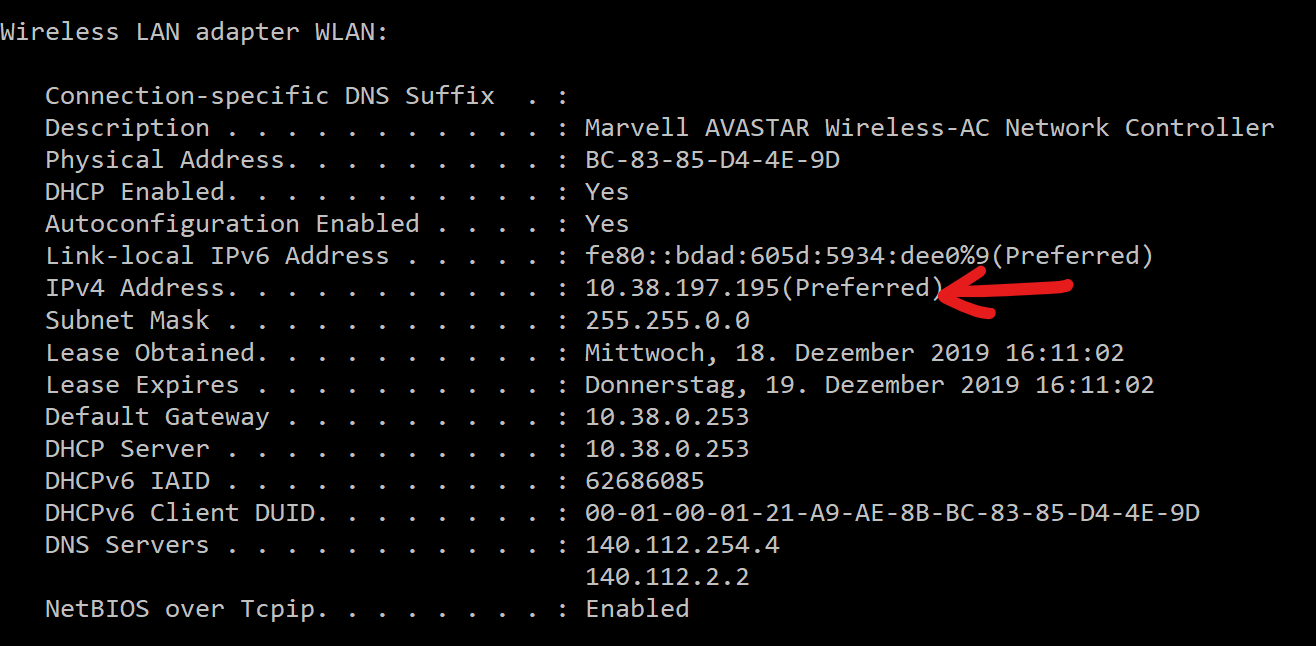 Wireless LAN adapter WLAN:
Connection-specific DNS Suffix  . :
Description . . . . . . . . . . . : Marvell AVASTAR Wireless-AC Network Controller
Physical Address. . . . . . . . . : BC-83-85-D4-4E-9D
DHCP Enabled. . . . . . . . . . . : Yes
Autoconfiguration Enabled . . . . : Yes
Link-local IPv6 Address . . . . . : fe80::bdad:605d:5934:dee0%9(Preferred)
IPv4 Address. . . . . . . . . . . : 10.38.197.195(Preferred)
Subnet Mask . . . . . . . . . . . : 255.255.0.0
Lease Obtained. . . . . . . . . . : Mittwoch, 18. Dezember 2019 16:11:02
Lease Expires . . . . . . . . . . : Donnerstag, 19. Dezember 2019 16:11:02
Default Gateway . . . . . . . . . : 10.38.0.253
DHCP Server . . . . . . . . . . . : 10.38.0.253
DHCPv6 IAID . . . . . . . . . . . : 62686085
DHCPv6 Client DUID. . . . . . . . : 00-01-00-01-21-A9-AE-8B-BC-83-85-D4-4E-9D
DNS Servers . . . . . . . . . . . : 140.112.254.4
140.112.2.2
NetBIOS over Tcpip. . . . . . . . : Enabled